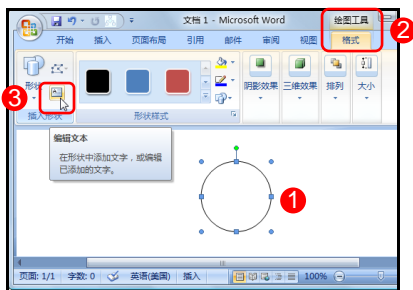 文档 1 - Microsoft Word
绘图工具
2
开始 插入 页面布局 引用 邮件 审阅 视图 格式
形状
3
阴影效果 三维效果 排列 大小
插入形状 形状样式
编辑文本
在形状中添加文字，或编辑
已添加的文字。
1
页面: 1/1 字数: 0 英语(美国) 插入 100%